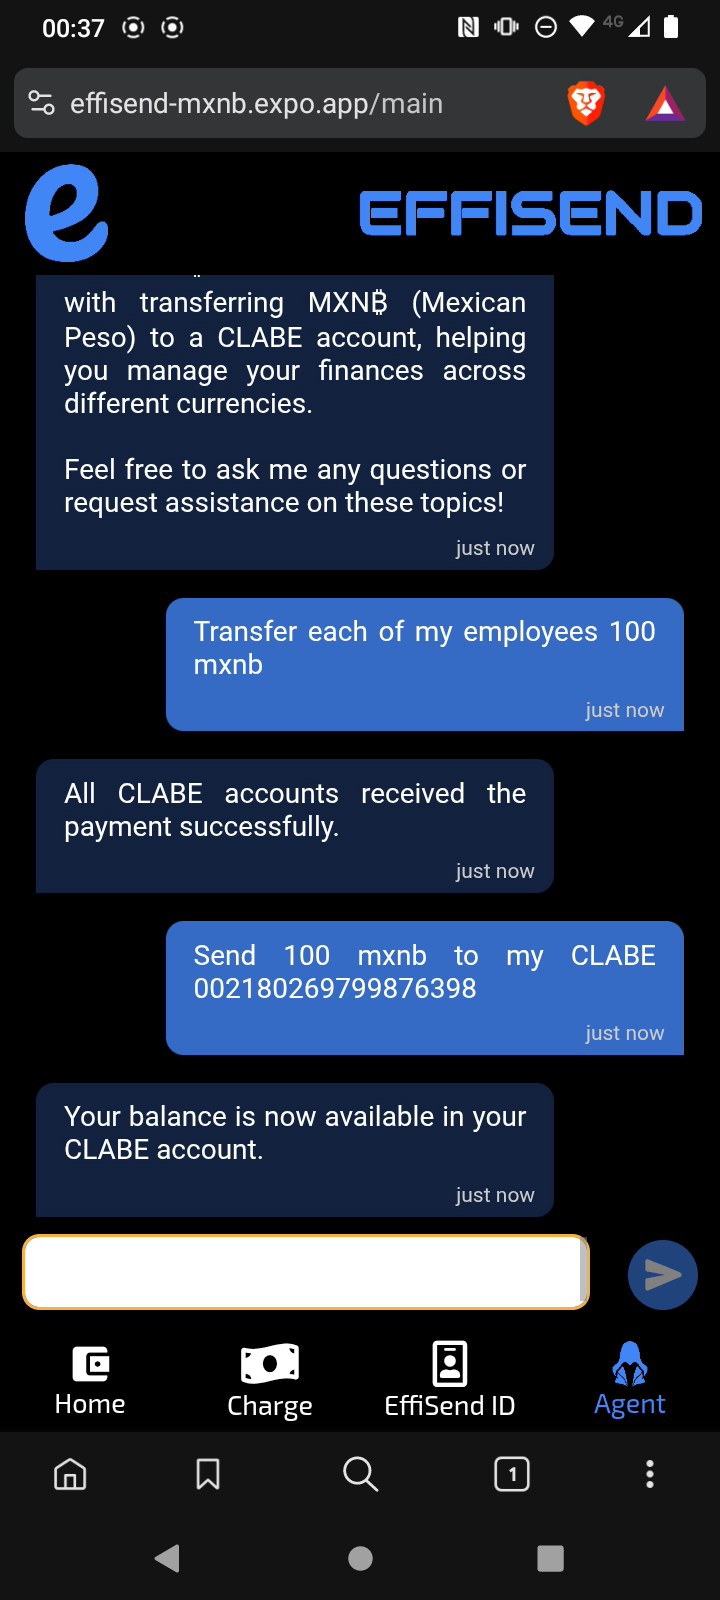 00:37
4G
effisend-mxnb.expo.app/main
e
EFFISEND
with transferring MXN₿ (Mexican
Peso) to a CLABE account, helping
you manage your finances across
different currencies.
Feel free to ask me any questions or
request assistance on these topics!
just now
Transfer each of my employees 100
mxnb
just now
All CLABE accounts received the
payment successfully.
just now
Send 100 mxnb to my CLABE
002180269799876398
just now
Your balance is now available in your
CLABE account.
just now
Home
Charge
EffiSend ID
Agent
1